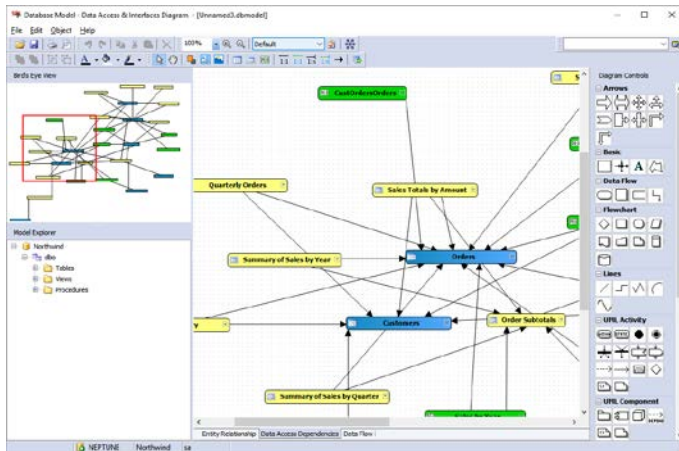 Database Model - Data Access & Interfaces Diagram - [Unnamed3.dbmodel]
File Edit Object Help
100%
Default
Birds Eye View
Model Explorer
Northwind
dbo
Tables
Views
Procedures
CustOrdersOrders
Quarterly Orders
Sales Totals by Amount
Orders
Summary of Sales by Year
Customers
Order Subtotals
Summary of Sales by Quarter
Sales by Year
Entity Relationship
Data Access Dependencies
Data Flow
Diagram Controls
Arrows
Basic
A
Data Flow
Flowchart
Lines
UML Activity
UML Component
NEPTUNE
Northwind
sa